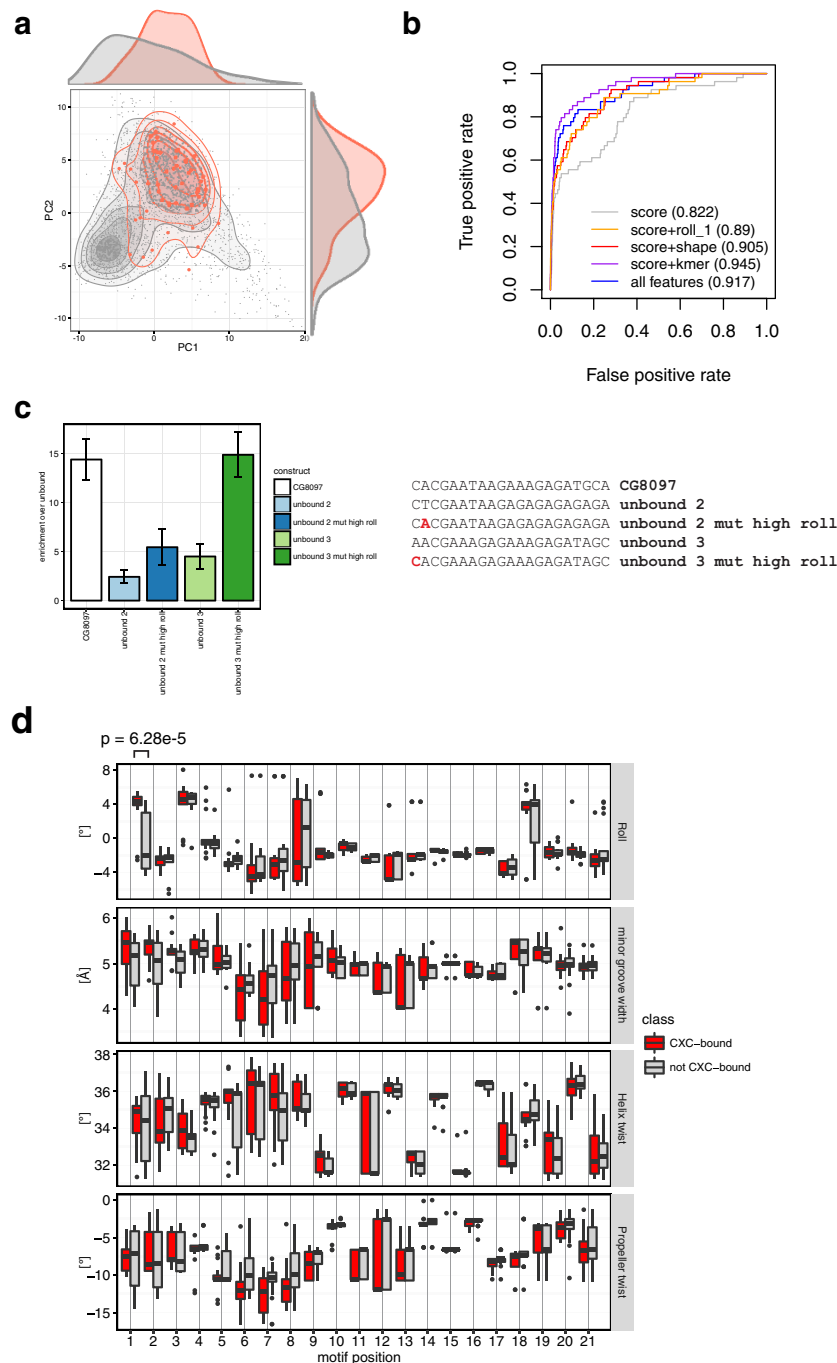 a
10
5
0
-5
-10
PC2
-10
0
10
20
PC1
b
True positive rate
1.0
0.8
0.6
0.4
0.2
0.0
score (0.822)
score+roll_1 (0.89)
score+shape (0.905)
score+kmer (0.945)
all features (0.917)
0.0 0.2 0.4 0.6 0.8 1.0
False positive rate
c
enrichment over unbound
15
10
5
0
CG8097
unbound 2
unbound 2 mut high roll
unbound 3
unbound 3 mut high roll
construct
CG8097
unbound 2
unbound 2 mut high roll
unbound 3
unbound 3 mut high roll
CACGAATAAGAAAGAGATGCA CG8097
CTCGAATAAGAGAGAGAGAGA unbound 2
CACGAATAAGAGAGAGAGAGA unbound 2 mut high roll
AACGAAAGAGAAAGAGATAGC unbound 3
CACGAAAGAGAAAGAGATAGC unbound 3 mut high roll
d
p = 6.28e-5
8
4
0
−4
[°]
Roll
6
5
4
[Å]
minor groove width
38
36
34
32
[°]
Helix twist
0
−5
−10
−15
[°]
Propeller twist
1 2 3 4 5 6 7 8 9 10 11 12 13 14 15 16 17 18 19 20 21
motif position
class
CXC−bound
not CXC−bound